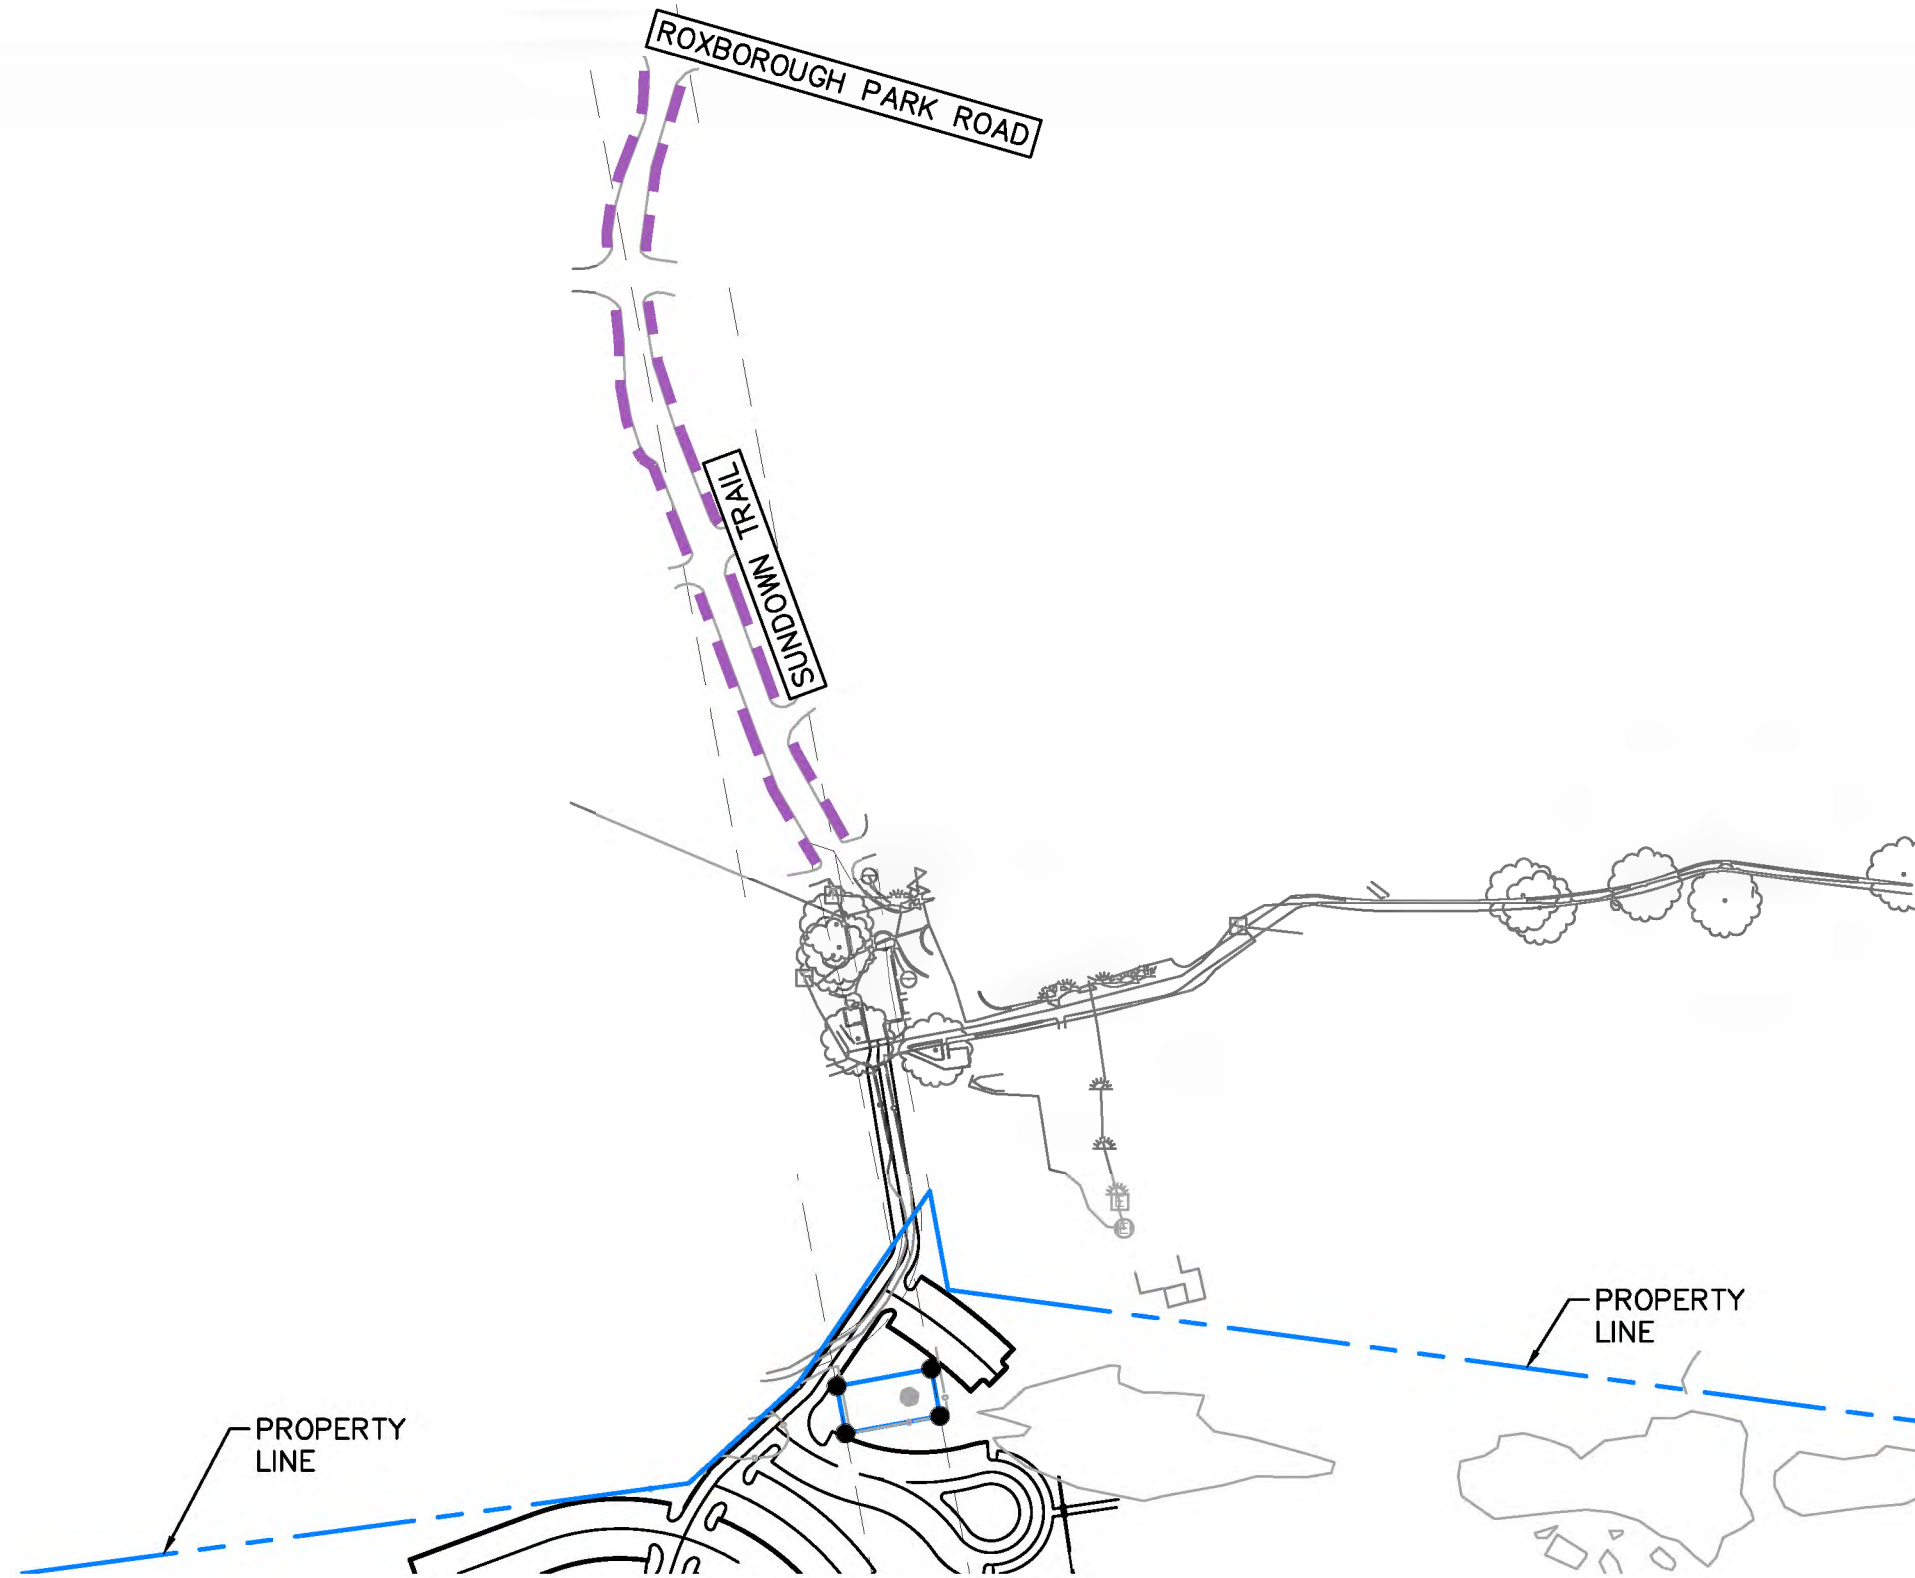 ROXBOROUGH PARK ROAD
SUNDOWN TRAIL
E
E
PROPERTY
LINE
PROPERTY
LINE